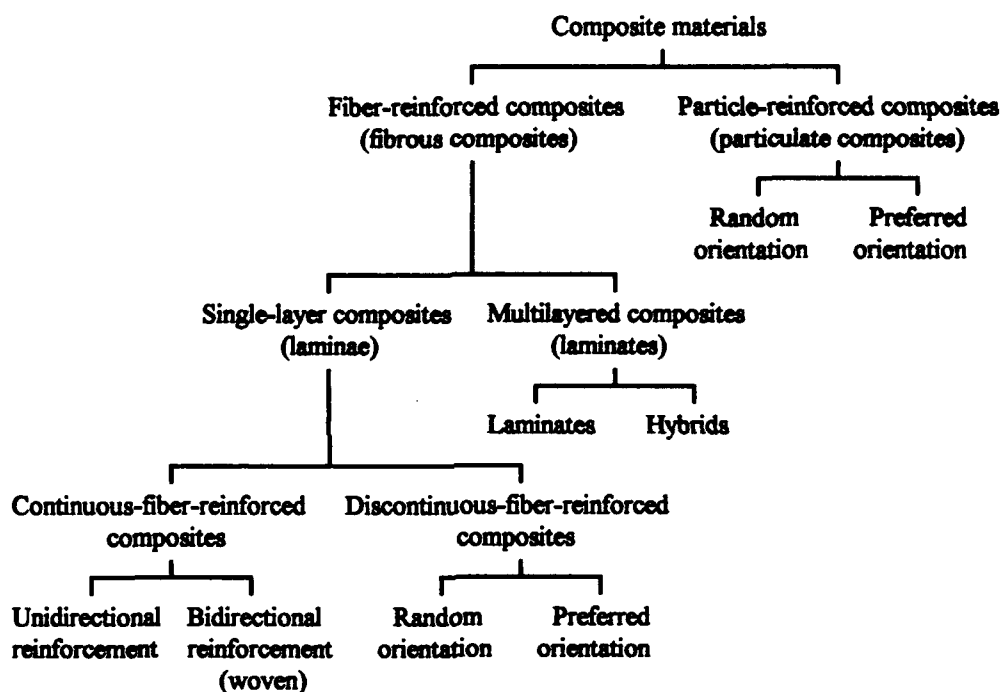 Composite materials
Fiber-reinforced composites
(fibrous composites)
Particle-reinforced composites
(particulate composites)
Random
orientation
Preferred
orientation
Single-layer composites
(laminae)
Multilayered composites
(laminates)
Laminates
Hybrids
Continuous-fiber-reinforced
composites
Discontinuous-fiber-reinforced
composites
Unidirectional
reinforcement
Bidirectional
reinforcement
(woven)
Random
orientation
Preferred
orientation